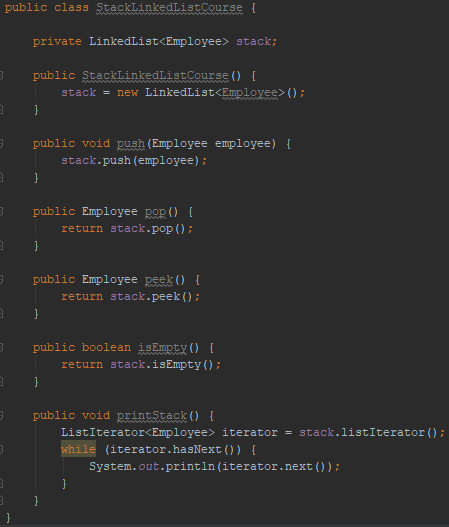 public class StackLinkedListCourse {
private LinkedList<Employee> stack;
public StackLinkedListCourse() {
stack = new LinkedList<Employee>();
}
public void push(Employee employee) {
stack.push(employee);
}
public Employee pop() {
return stack.pop();
}
public Employee peek() {
return stack.peek();
}
public boolean isEmpty() {
return stack.isEmpty();
}
public void printStack() {
ListIterator<Employee> iterator = stack.listIterator();
while (iterator.hasNext()) {
System.out.println(iterator.next());
}
}
}